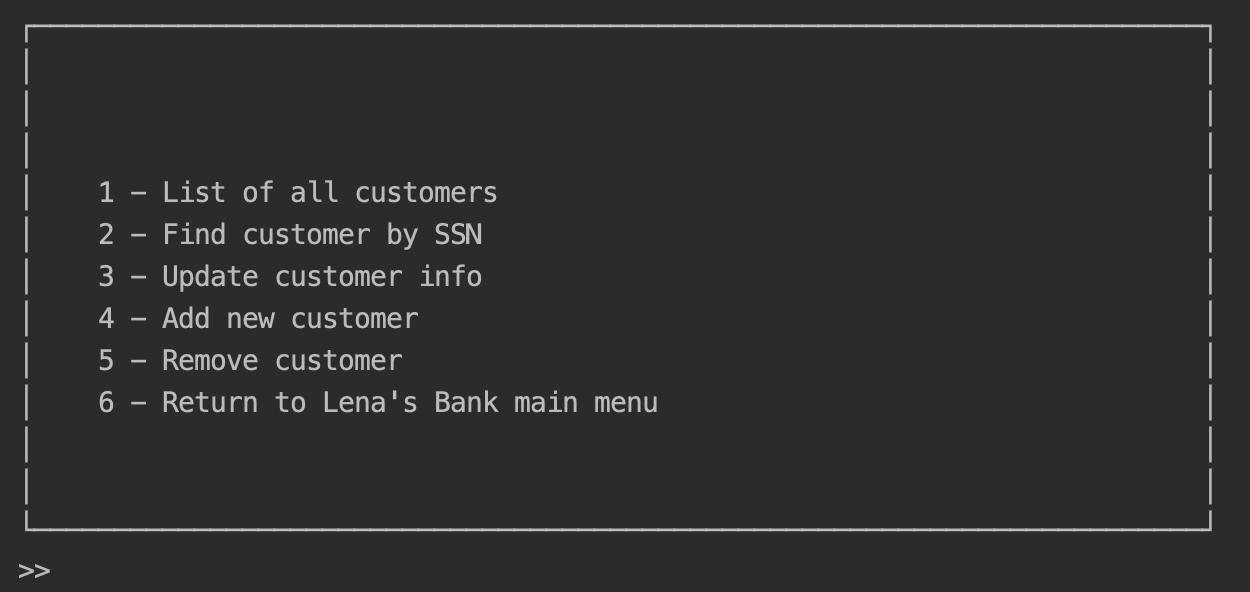 1 – List of all customers
2 – Find customer by SSN
3 – Update customer info
4 – Add new customer
5 – Remove customer
6 – Return to Lena's Bank main menu
>>